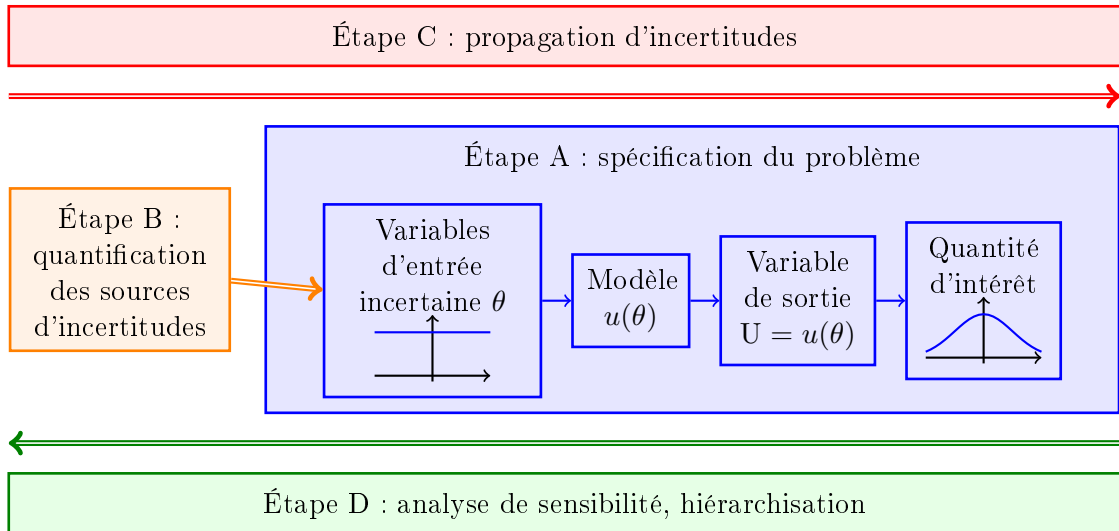 Étape C : propagation d'incertitudes
Étape A : spécification du problème
Étape B :
quantification
des sources
d'incertitudes
Variables
d'entrée
incertaine θ
Modèle
u(θ)
Variable
de sortie
U = u(θ)
Quantité
d'intérêt
Étape D : analyse de sensibilité, hiérarchisation